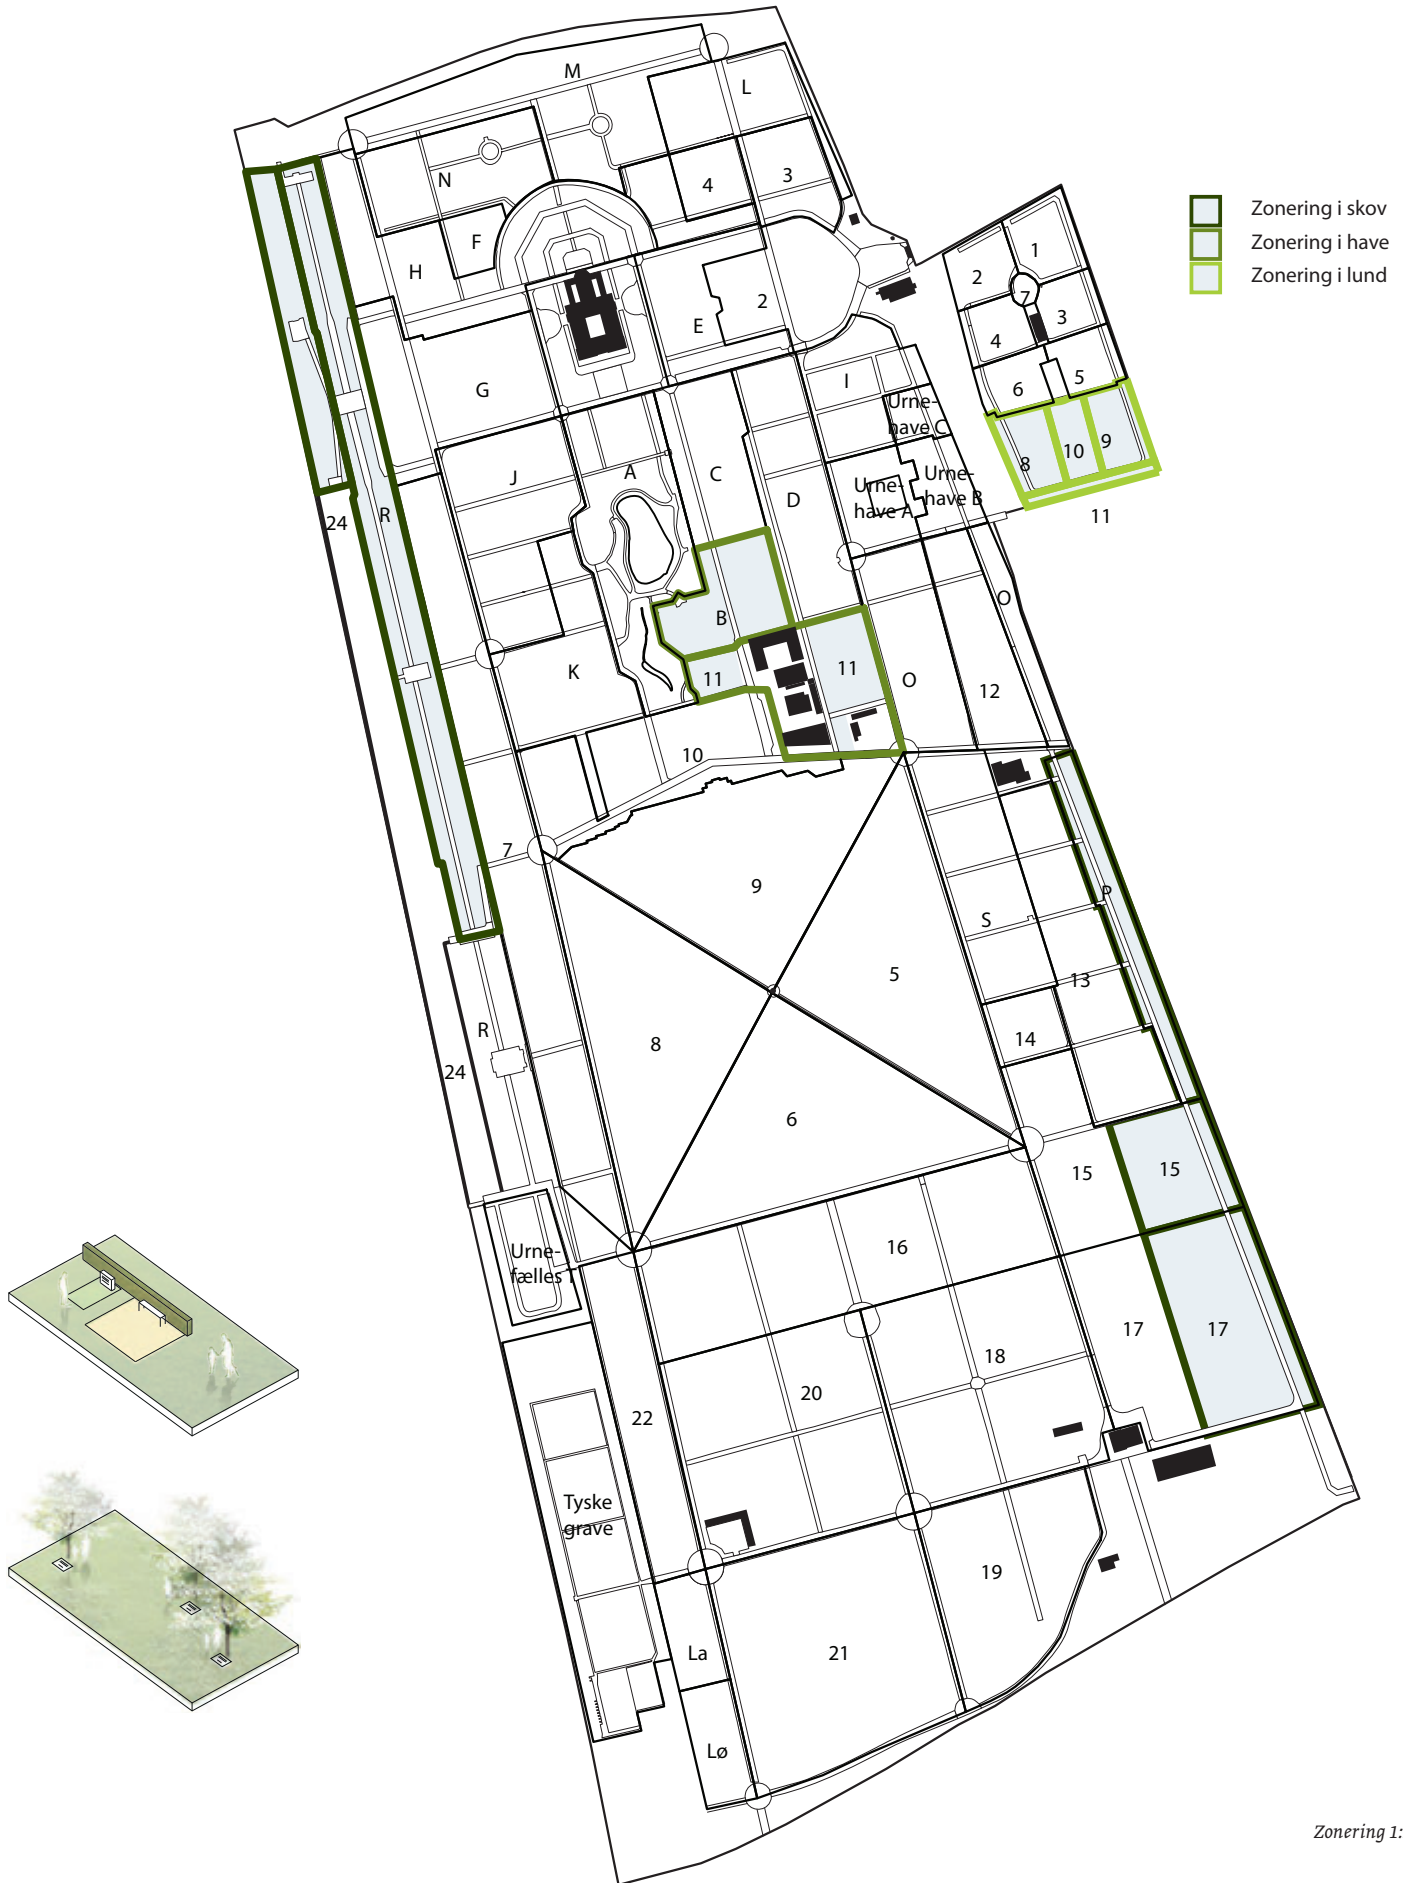 M
L
N
4
3
F
H
2
E
G
I
Urne-
have C
J
A
C
D
Urne-
have A
Urne-
have B
24
R
B
11
11
K
10
O
O
12
1
2
7
3
4
5
6
8
10
9
11
Zonering i skov
Zonering i have
Zonering i lund
7
9
5
8
6
S
P
13
14
R
24
15
15
16
17
17
18
20
22
Urne-
fælles T
Tyske
grave
19
21
La
Lø
Zonering 1: